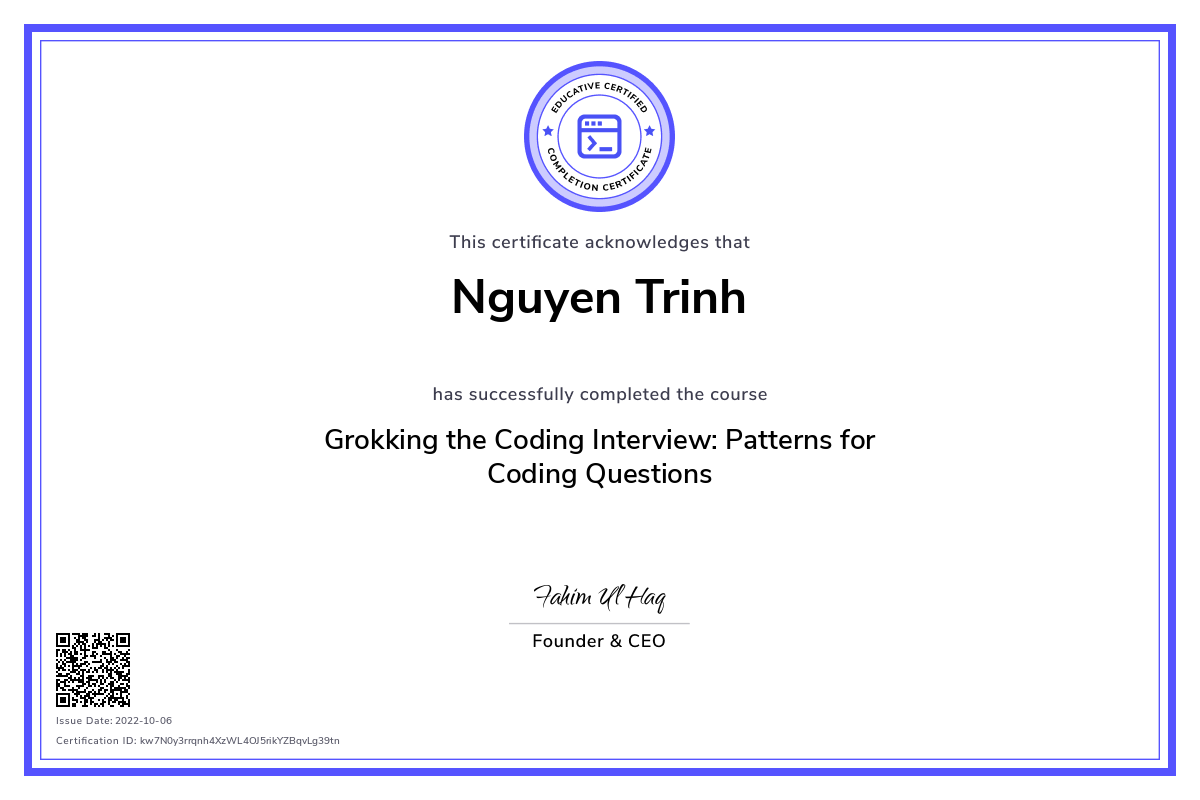 EDUCATIVE CERTIFIED
COMPLETION CERTIFICATE
This certificate acknowledges that
Nguyen Trinh
has successfully completed the course
Grokking the Coding Interview: Patterns for
Coding Questions
Fahim Ul Haq
Founder & CEO
Issue Date: 2022-10-06
Certification ID: kw7N0y3rrqnh4XzWL4OJ5rikYZBqvLg39tn